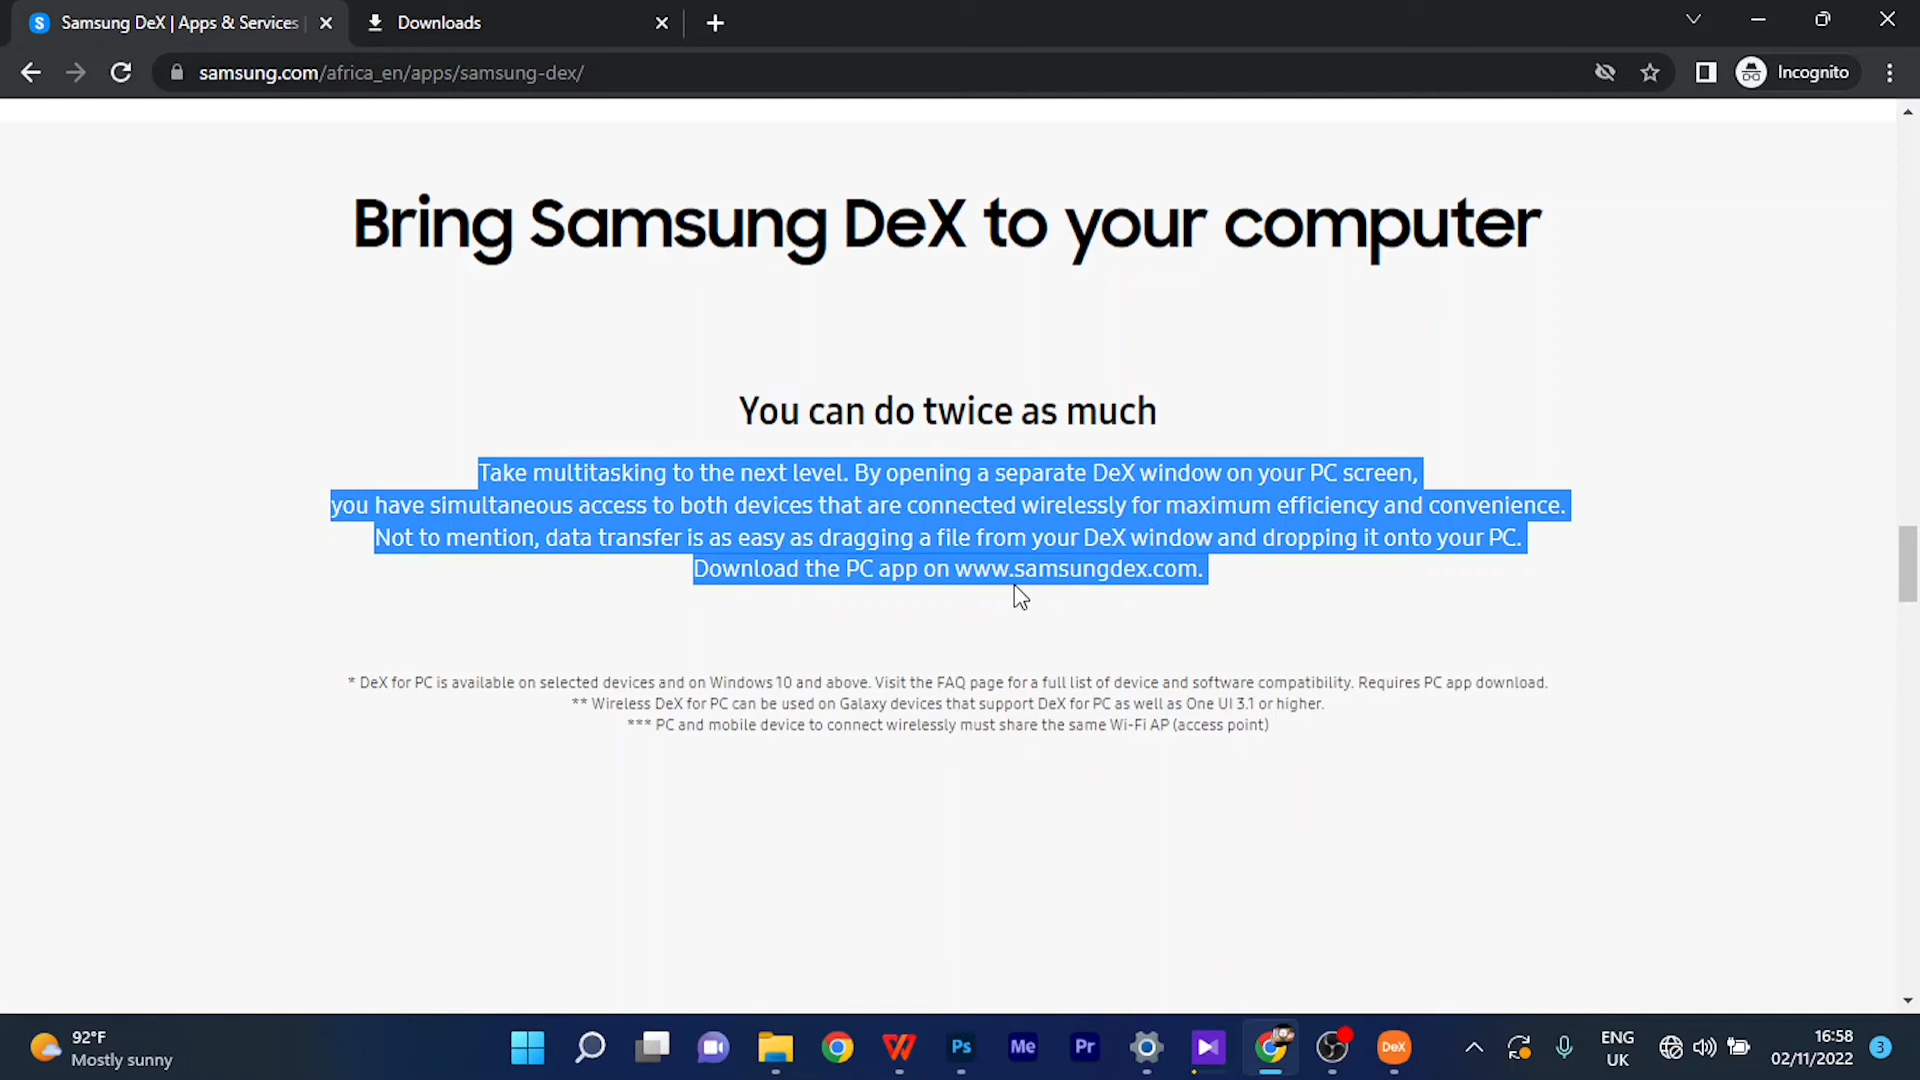 Samsung DeX | Apps & Services
Downloads
samsung.com/africa_en/apps/samsung-dex/
Incognito
Bring Samsung DeX to your computer
You can do twice as much
Take multitasking to the next level. By opening a separate DeX window on your PC screen,
you have simultaneous access to both devices that are connected wirelessly for maximum efficiency and convenience.
Not to mention, data transfer is as easy as dragging a file from your DeX window and dropping it onto your PC.
Download the PC app on www.samsungdex.com.
* DeX for PC is available on selected devices and on Windows 10 and above. Visit the FAQ page for a full list of device and software compatibility. Requires PC app download.
** Wireless DeX for PC can be used on Galaxy devices that support DeX for PC as well as One UI 3.1 or higher.
*** PC and mobile device to connect wirelessly must share the same Wi-Fi AP (access point)
92°F
Mostly sunny
Ps
Me
Pr
DeX
ENG
UK
16:58
02/11/2022
3